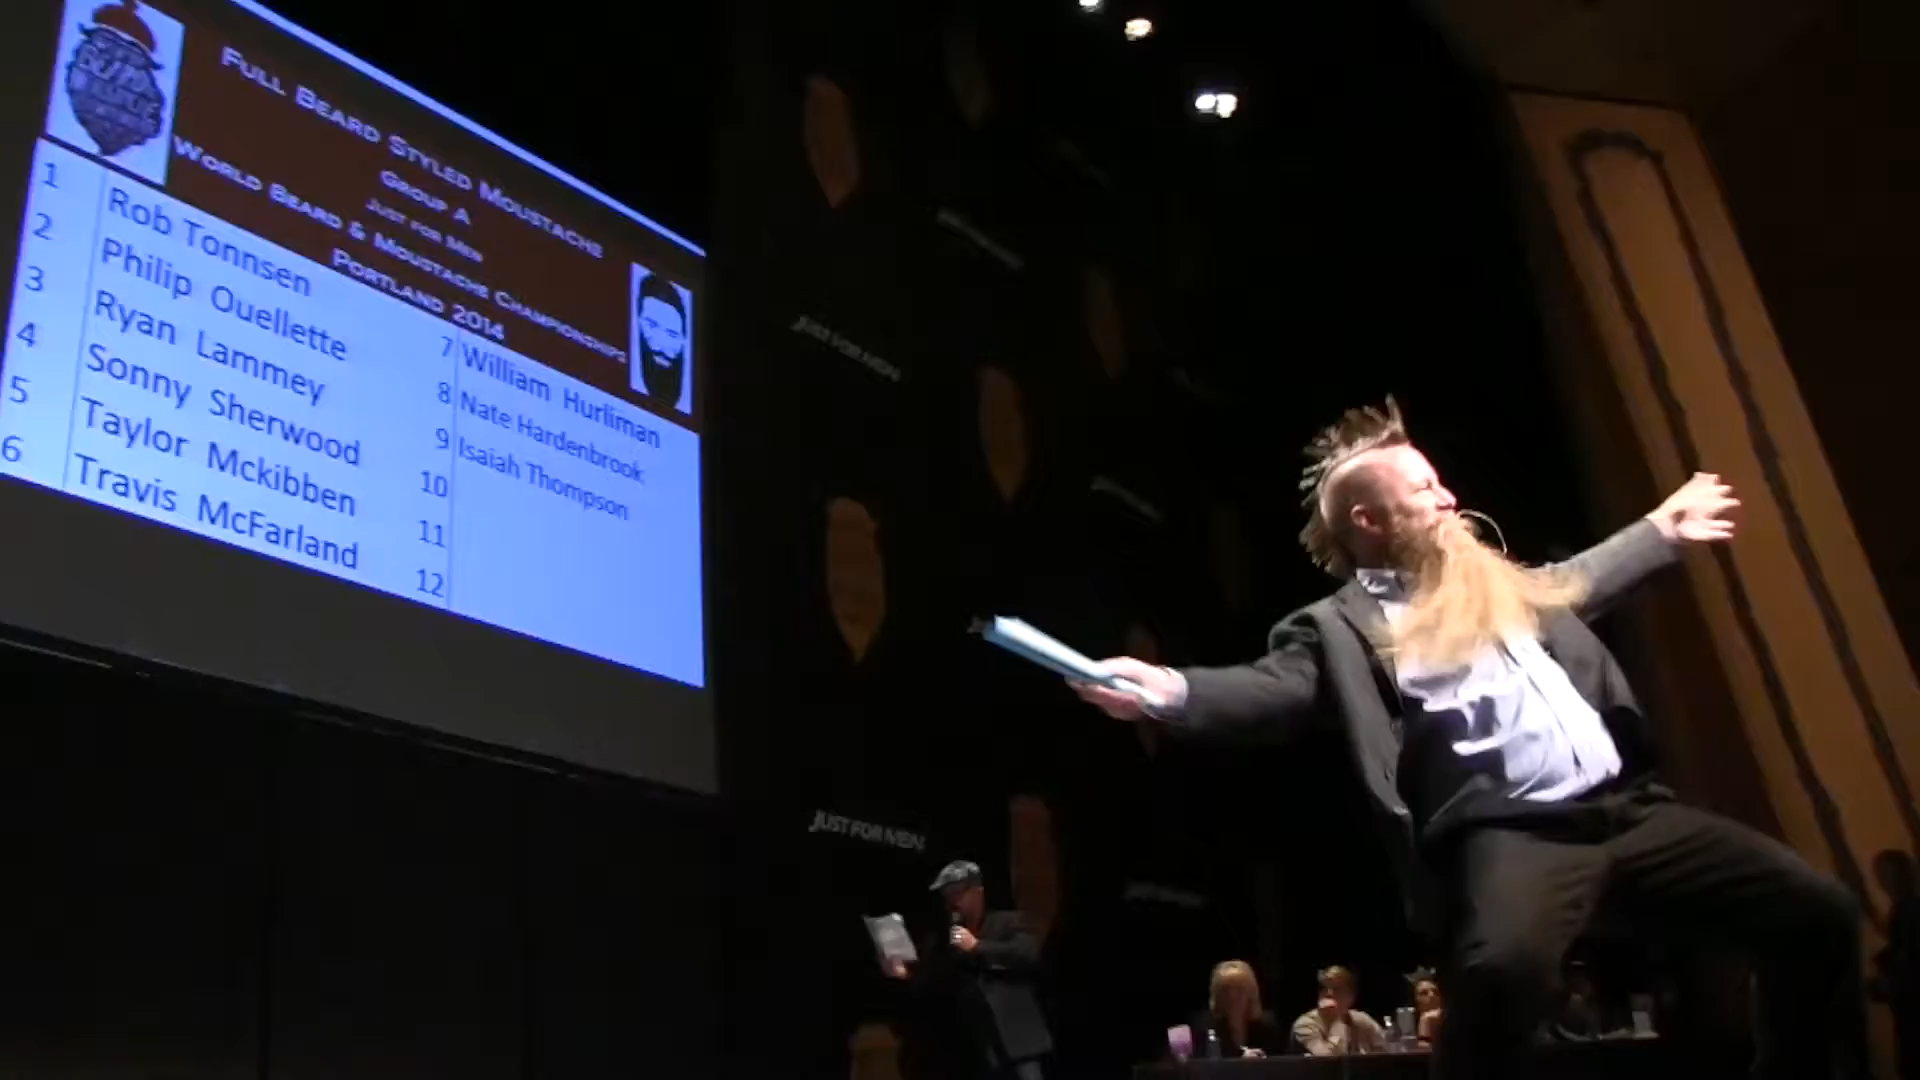 FULL BEARD STYLED MOUSTACHE
GROUP A
JUST FOR MEN
WORLD BEARD & MOUSTACHE CHAMPIONSHIPS
PORTLAND 2014
1 Rob Tonnsen
2 Philip Ouellette
3 Ryan Lammey
4 Sonny Sherwood
5 Taylor Mckibben
6 Travis McFarland
7 William Hurliman
8 Nate Hardenbrook
9 Isaiah Thompson
10
11
12
JUST FOR MEN
JUST FOR MEN